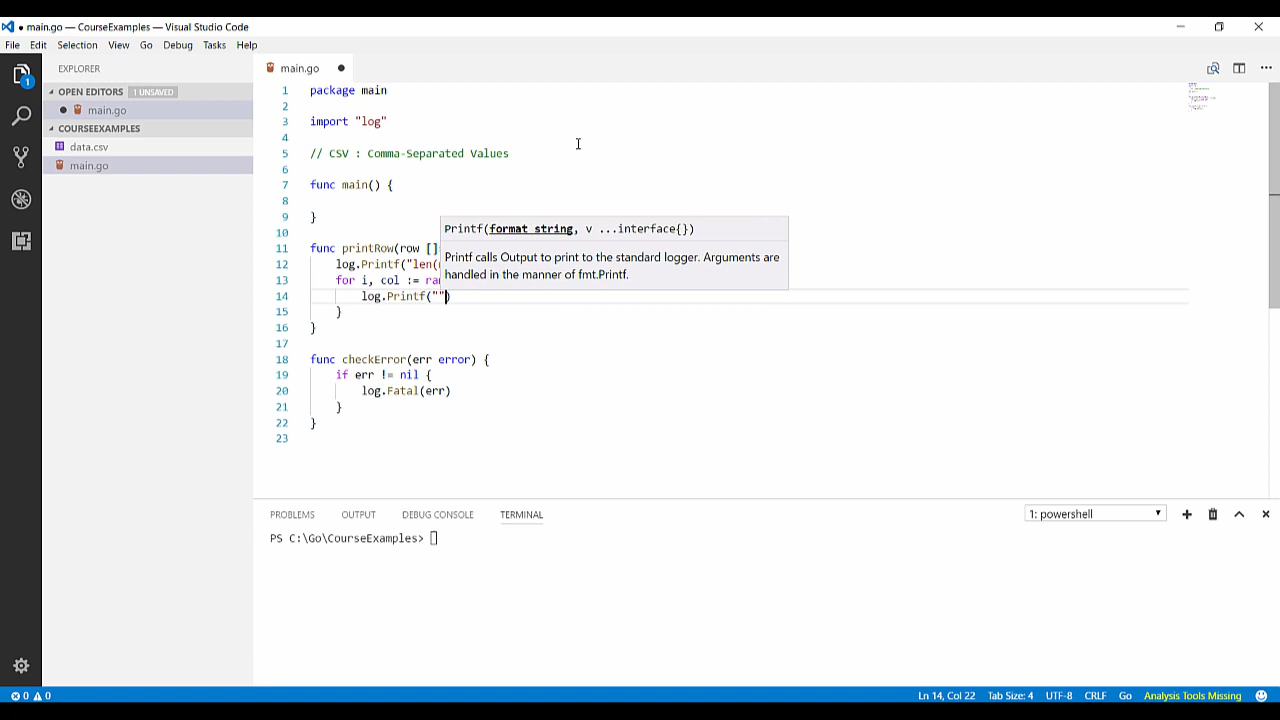 ● main.go — CourseExamples — Visual Studio Code
File Edit Selection View Go Debug Tasks Help
EXPLORER
OPEN EDITORS 1 UNSAVED
● main.go
COURSEEXAMPLES
data.csv
main.go
1
main.go ●
1 package main
2
3 import "log"
4
5 // CSV : Comma-Separated Values
6
7 func main() {
8
9 }
10
11 func printRow(row []
12 log.Printf("len(
13 for i, col := ra
14 log.Printf("")
15 }
16 }
17
18 func checkError(err error) {
19 if err != nil {
20 log.Fatal(err)
21 }
22 }
23
Printf(format string, v ...interface{})
Printf calls Output to print to the standard logger. Arguments are
handled in the manner of fmt.Printf.
PROBLEMS OUTPUT DEBUG CONSOLE TERMINAL
1: powershell
PS C:\Go\CourseExamples>
0 0 Ln 14, Col 22 Tab Size: 4 UTF-8 CRLF Go Analysis Tools Missing